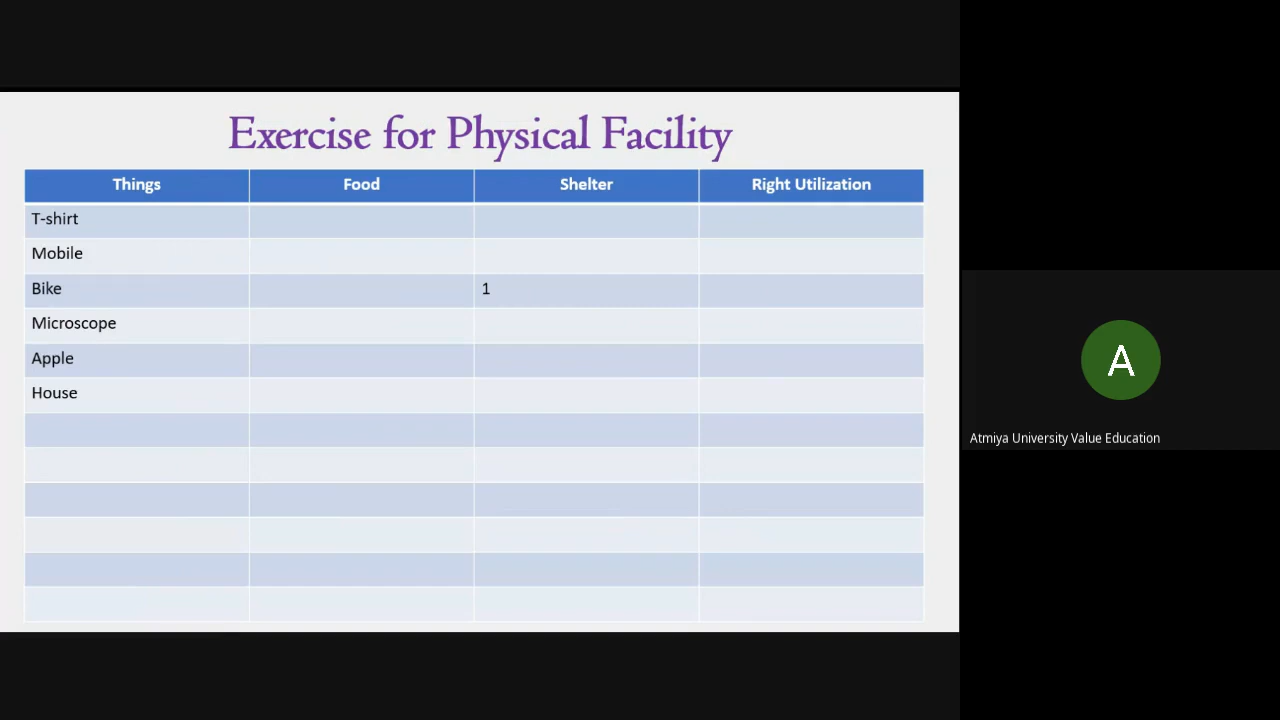 Exercise for Physical Facility
Things Food Shelter Right Utilization
T-shirt
Mobile
Bike 1
Microscope
Apple
House
A
Atmiya University Value Education